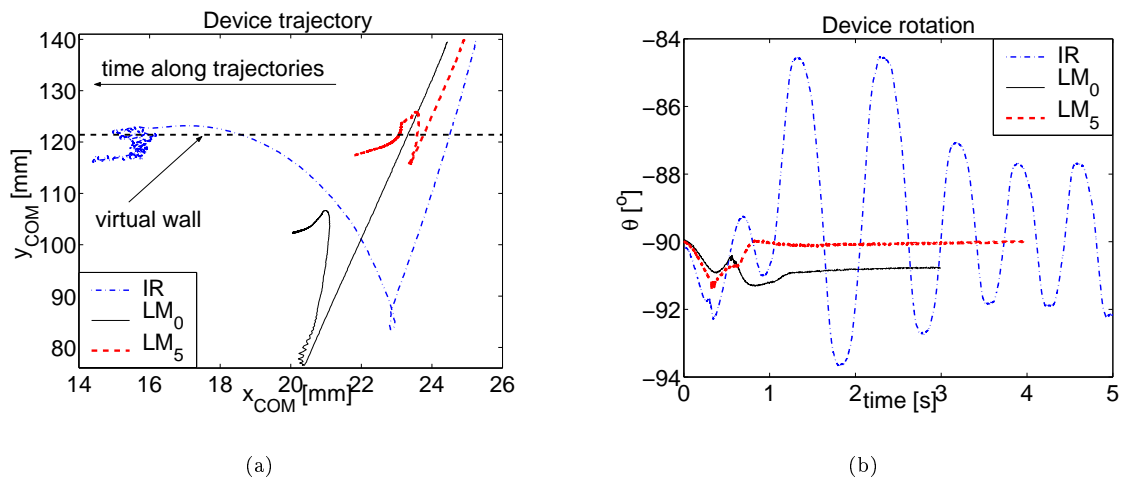 Device trajectory
140
130
120
110
100
90
80
y_COM [mm]
time along trajectories
virtual wall
IR
LM_0
LM_5
14 16 18 20 22 24 26
x_COM [mm]
(a)
Device rotation
−84
−86
−88
−90
−92
−94
θ [°]
IR
LM_0
LM_5
0 1 2 3 4 5
time [s]
(b)